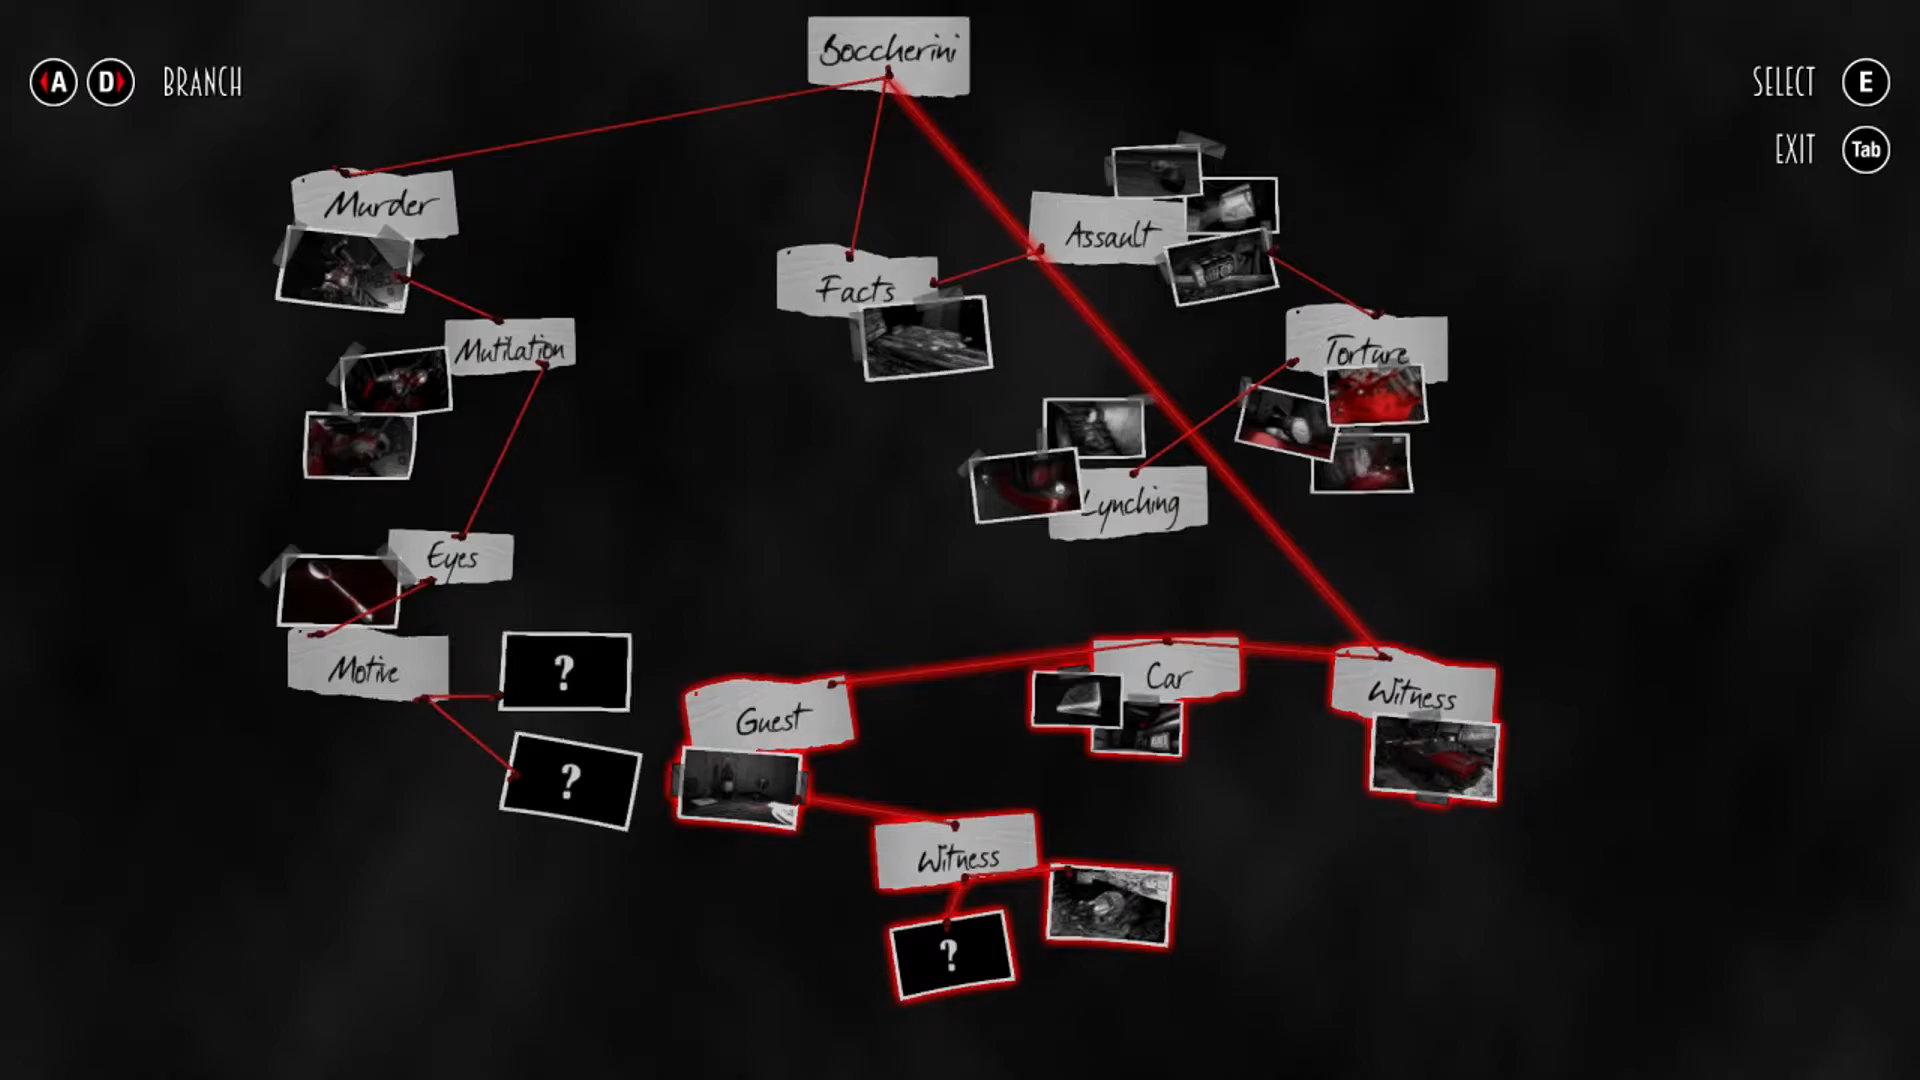 Boccherini
A D BRANCH
SELECT E
EXIT Tab
Murder
Assault
Facts
Mutilation
Torture
Lynching
Eyes
Motive
?
?
Guest
Car
Witness
Witness
?